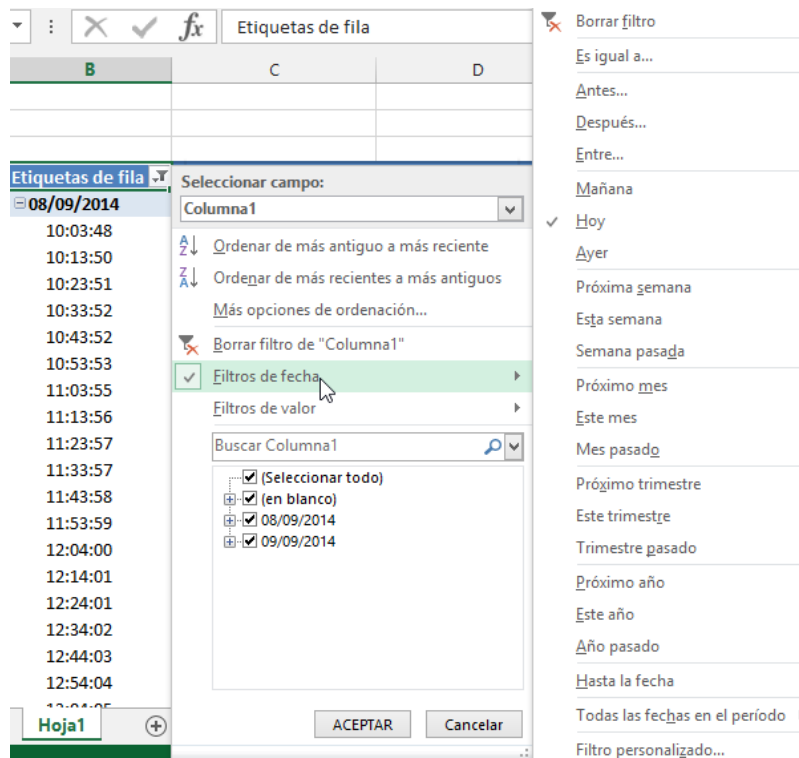 fx Etiquetas de fila
B C D
Etiquetas de fila
08/09/2014
10:03:48
10:13:50
10:23:51
10:33:52
10:43:52
10:53:53
11:03:55
11:13:56
11:23:57
11:33:57
11:43:58
11:53:59
12:04:00
12:14:01
12:24:01
12:34:02
12:44:03
12:54:04
Hoja1
Seleccionar campo:
Columna1
Ordenar de más antiguo a más reciente
Ordenar de más recientes a más antiguos
Más opciones de ordenación...
Borrar filtro de "Columna1"
Filtros de fecha
Filtros de valor
Buscar Columna1
(Seleccionar todo)
(en blanco)
08/09/2014
09/09/2014
ACEPTAR
Cancelar
Borrar filtro
Es igual a...
Antes...
Después...
Entre...
Mañana
Hoy
Ayer
Próxima semana
Esta semana
Semana pasada
Próximo mes
Este mes
Mes pasado
Próximo trimestre
Este trimestre
Trimestre pasado
Próximo año
Este año
Año pasado
Hasta la fecha
Todas las fechas en el período
Filtro personalizado...